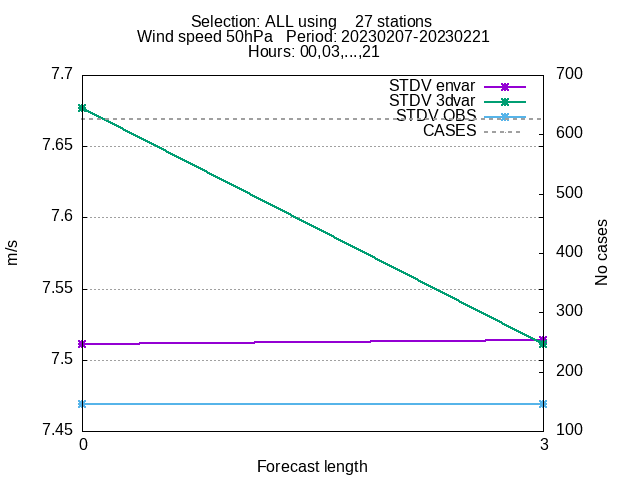 Selection: ALL using    27 stations
Wind speed 50hPa   Period: 20230207-20230221
Hours: 00,03,...,21
STDV envar
STDV 3dvar
STDV OBS
CASES
7.7
7.65
7.6
7.55
7.5
7.45
700
600
500
400
300
200
100
m/s
No cases
0
3
Forecast length